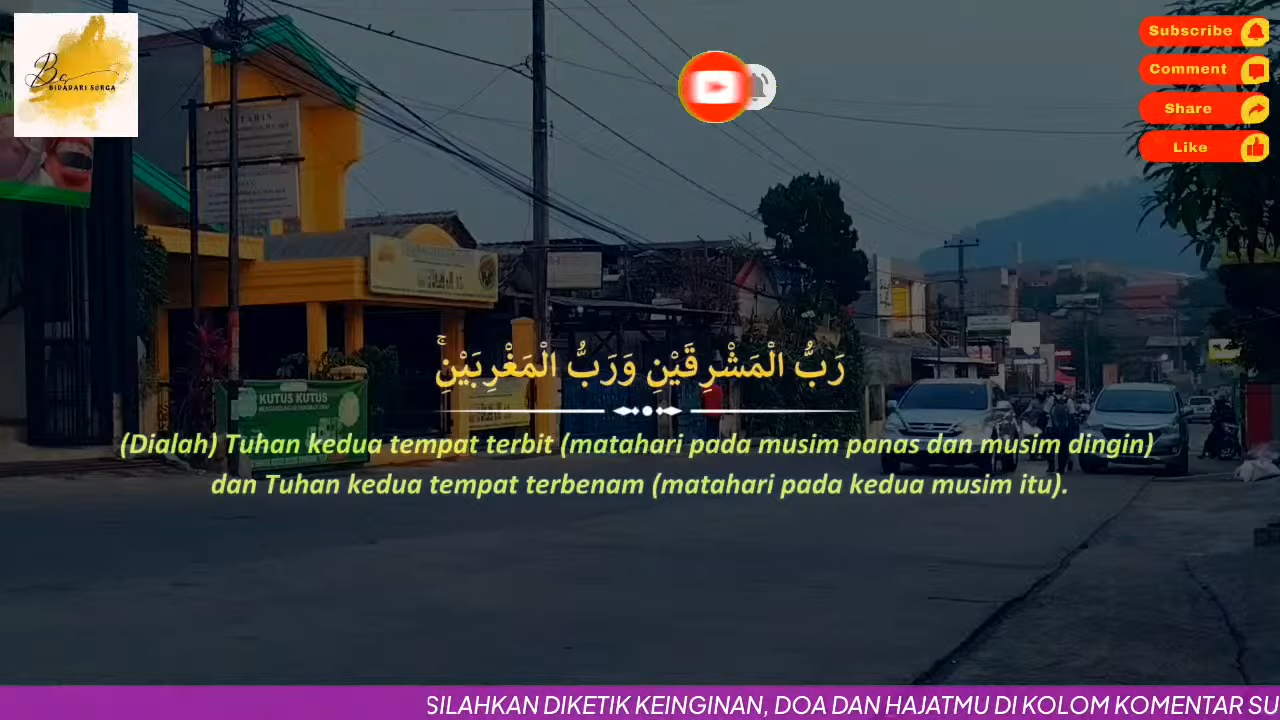 Bs
BIDADARI SURGA
Subscribe
Comment
Share
Like
KUTUS KUTUS
رَبُّ الْمَشْرِقَيْنِ وَرَبُّ الْمَغْرِبَيْنِۚ
(Dialah) Tuhan kedua tempat terbit (matahari pada musim panas dan musim dingin)
dan Tuhan kedua tempat terbenam (matahari pada kedua musim itu).
SILAHKAN DIKETIK KEINGINAN, DOA DAN HAJATMU DI KOLOM KOMENTAR SU